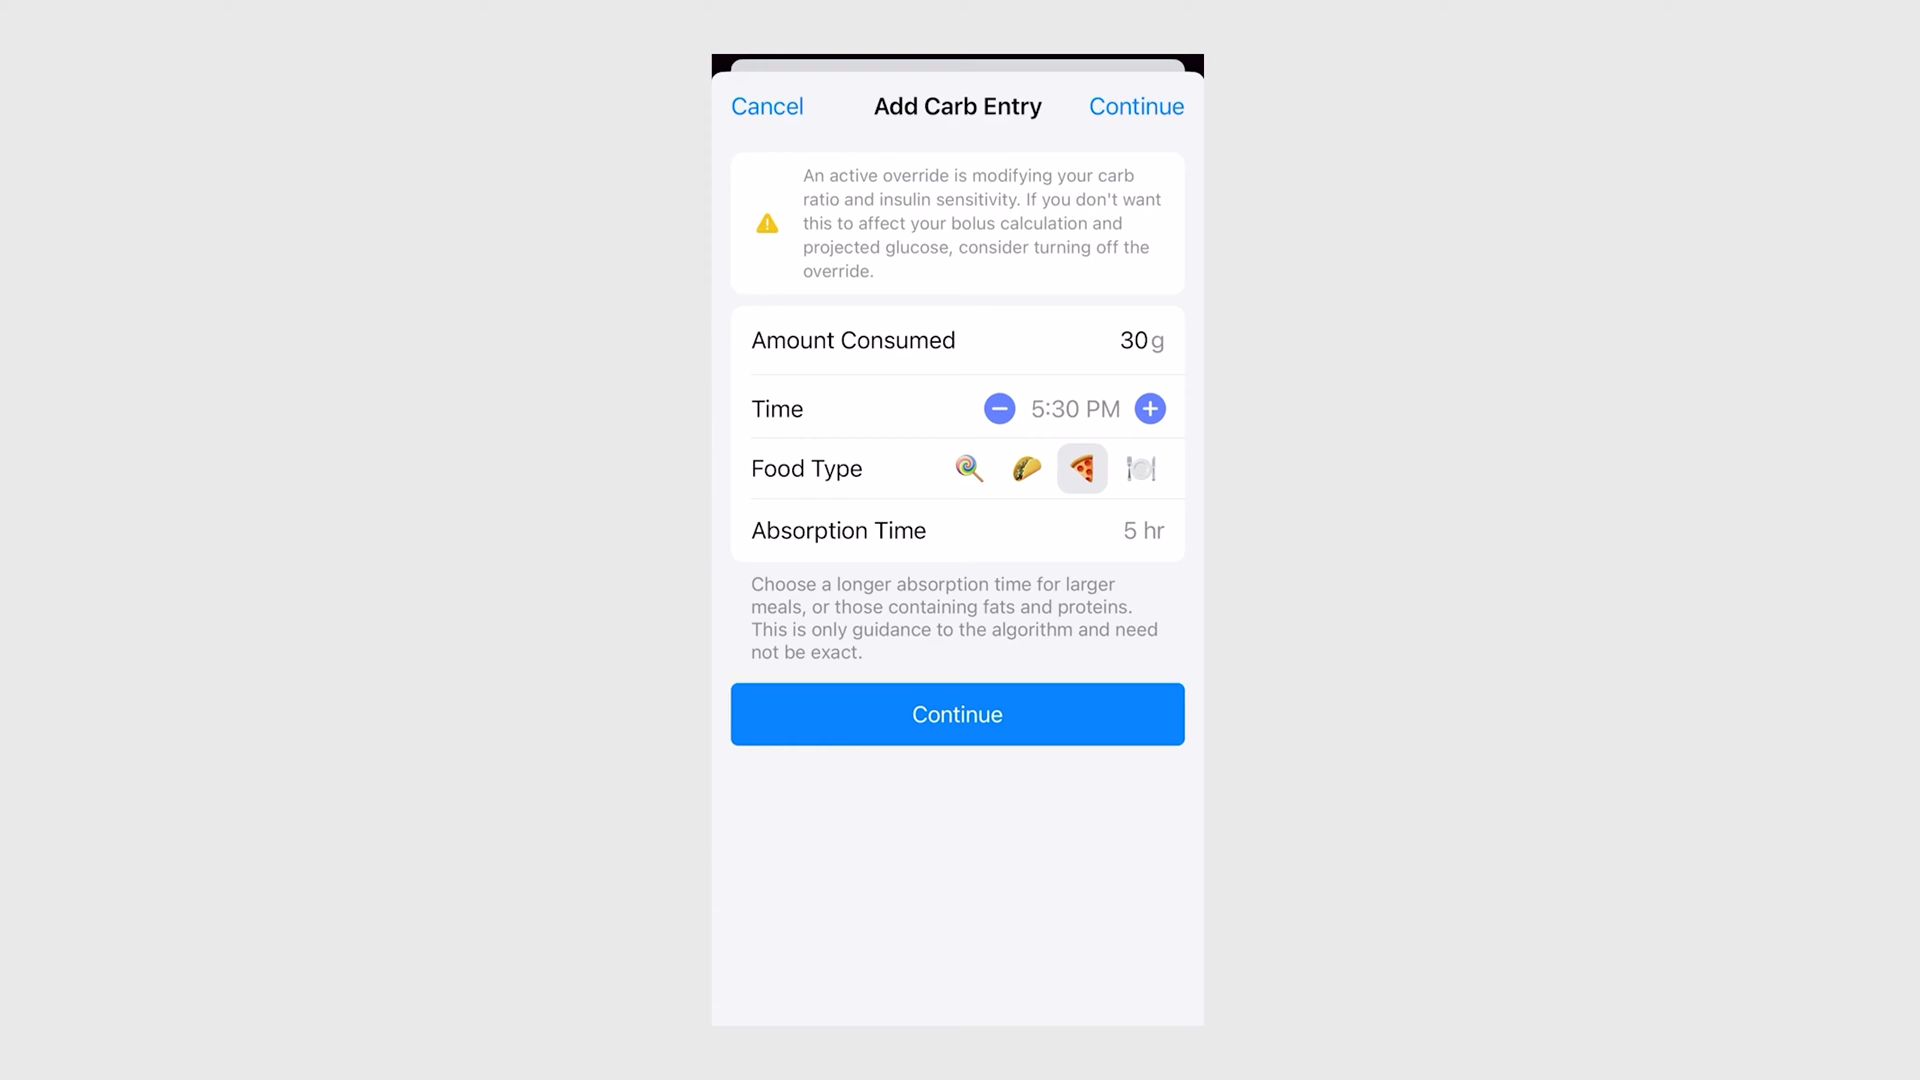 Cancel Add Carb Entry Continue
An active override is modifying your carb
ratio and insulin sensitivity. If you don't want
this to affect your bolus calculation and
projected glucose, consider turning off the
override.
Amount Consumed 30 g
Time 5:30 PM
Food Type
Absorption Time 5 hr
Choose a longer absorption time for larger
meals, or those containing fats and proteins.
This is only guidance to the algorithm and need
not be exact.
Continue